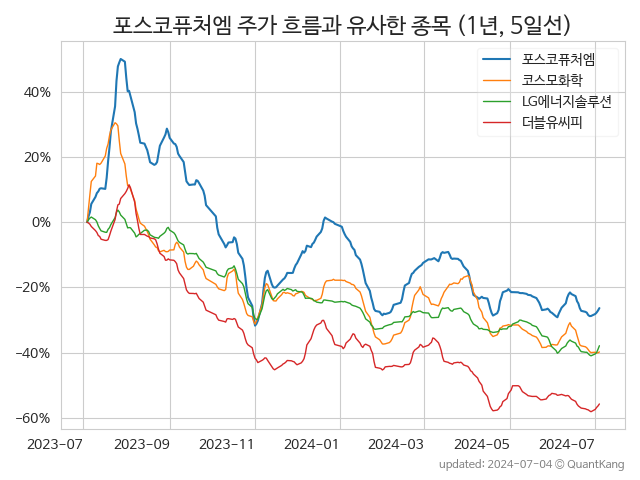 포스코퓨처엠 주가 흐름과 유사한 종목 (1년, 5일선)
포스코퓨처엠
코스모화학
LG에너지솔루션
더블유씨피
40%
20%
0%
−20%
−40%
−60%
2023-07 2023-09 2023-11 2024-01 2024-03 2024-05 2024-07
updated: 2024-07-04 © QuantKang